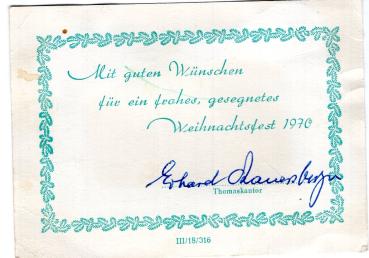 Mit guten Wünschen
für ein frohes, gesegnetes
Weihnachtsfest 1970
Erhard Mauersberger
Thomaskantor
III/18/316